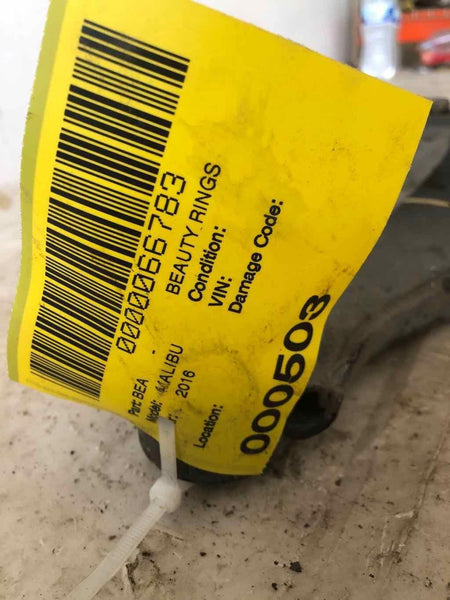 0000066783
Part: BEA - BEAUTY RINGS
Model: MALIBU Condition:
2016 VIN:
Damage Code:
Location:
000503